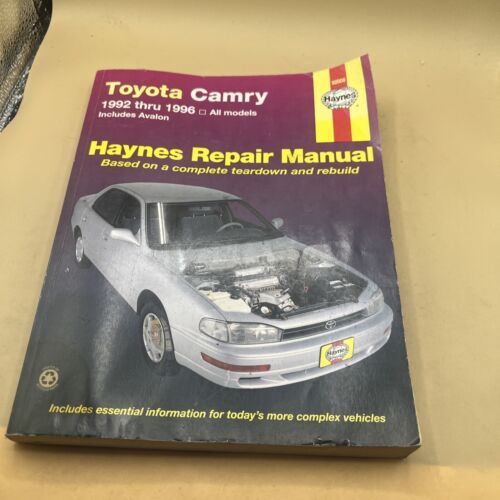 Toyota Camry
1992 thru 1996 □ All models
Includes Avalon
Haynes
Haynes Repair Manual
Based on a complete teardown and rebuild
Haynes
Includes essential information for today's more complex vehicles